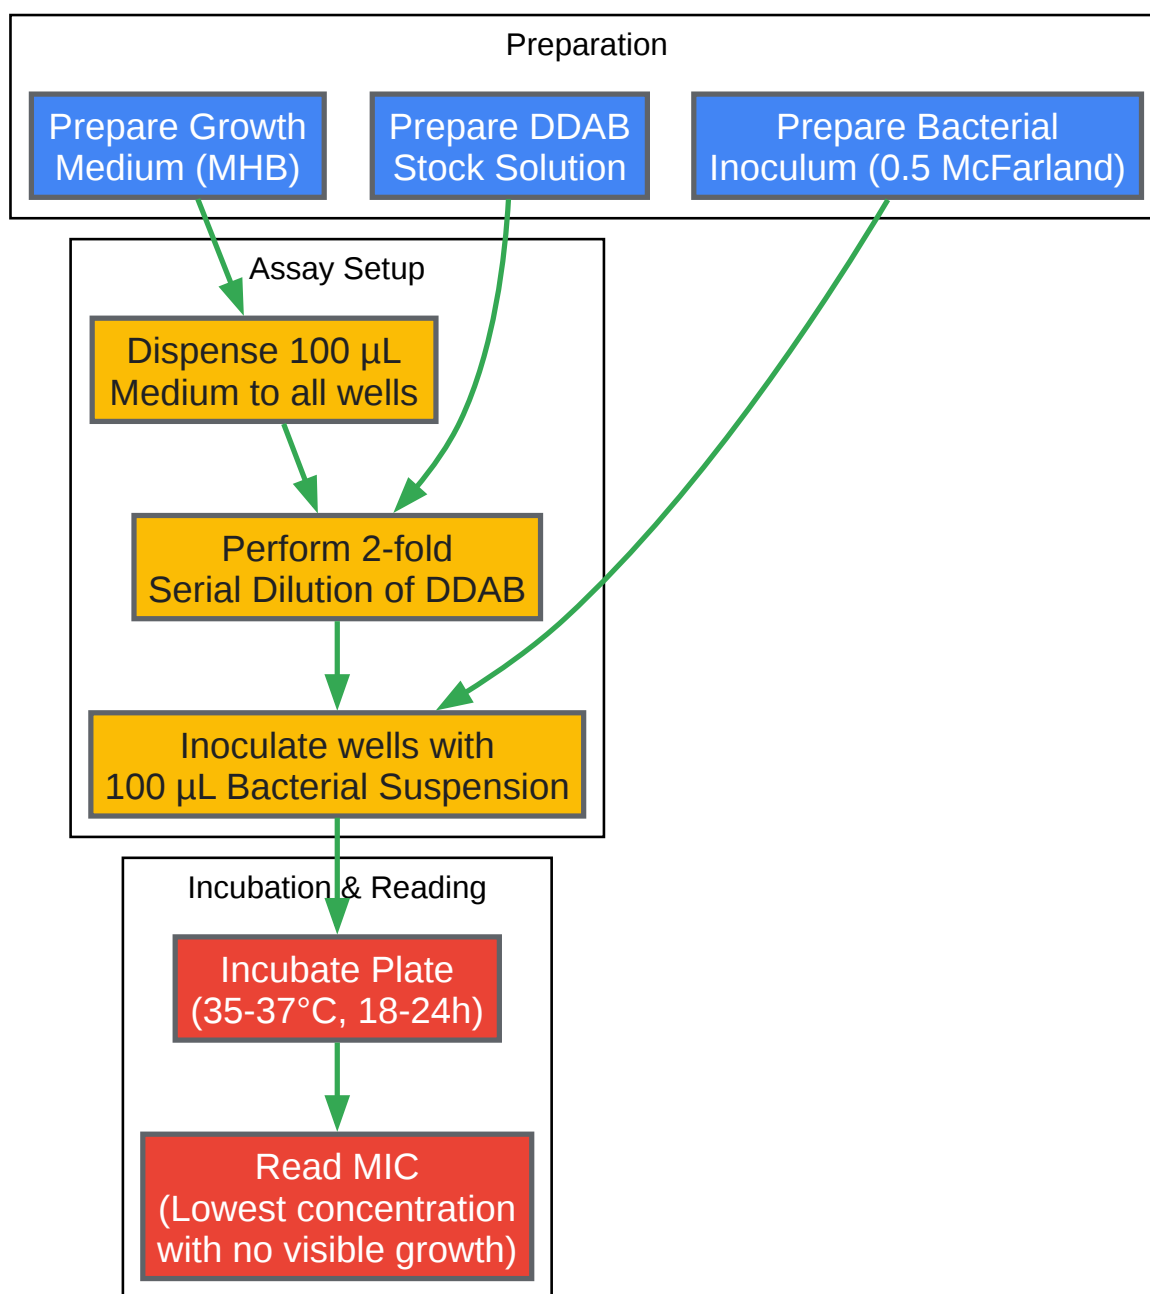 Preparation
Prepare Growth
Medium (MHB)
Prepare DDAB
Stock Solution
Prepare Bacterial
Inoculum (0.5 McFarland)
Assay Setup
Dispense 100 µL
Medium to all wells
Perform 2-fold
Serial Dilution of DDAB
Inoculate wells with
100 µL Bacterial Suspension
Incubation & Reading
Incubate Plate
(35-37°C, 18-24h)
Read MIC
(Lowest concentration
with no visible growth)